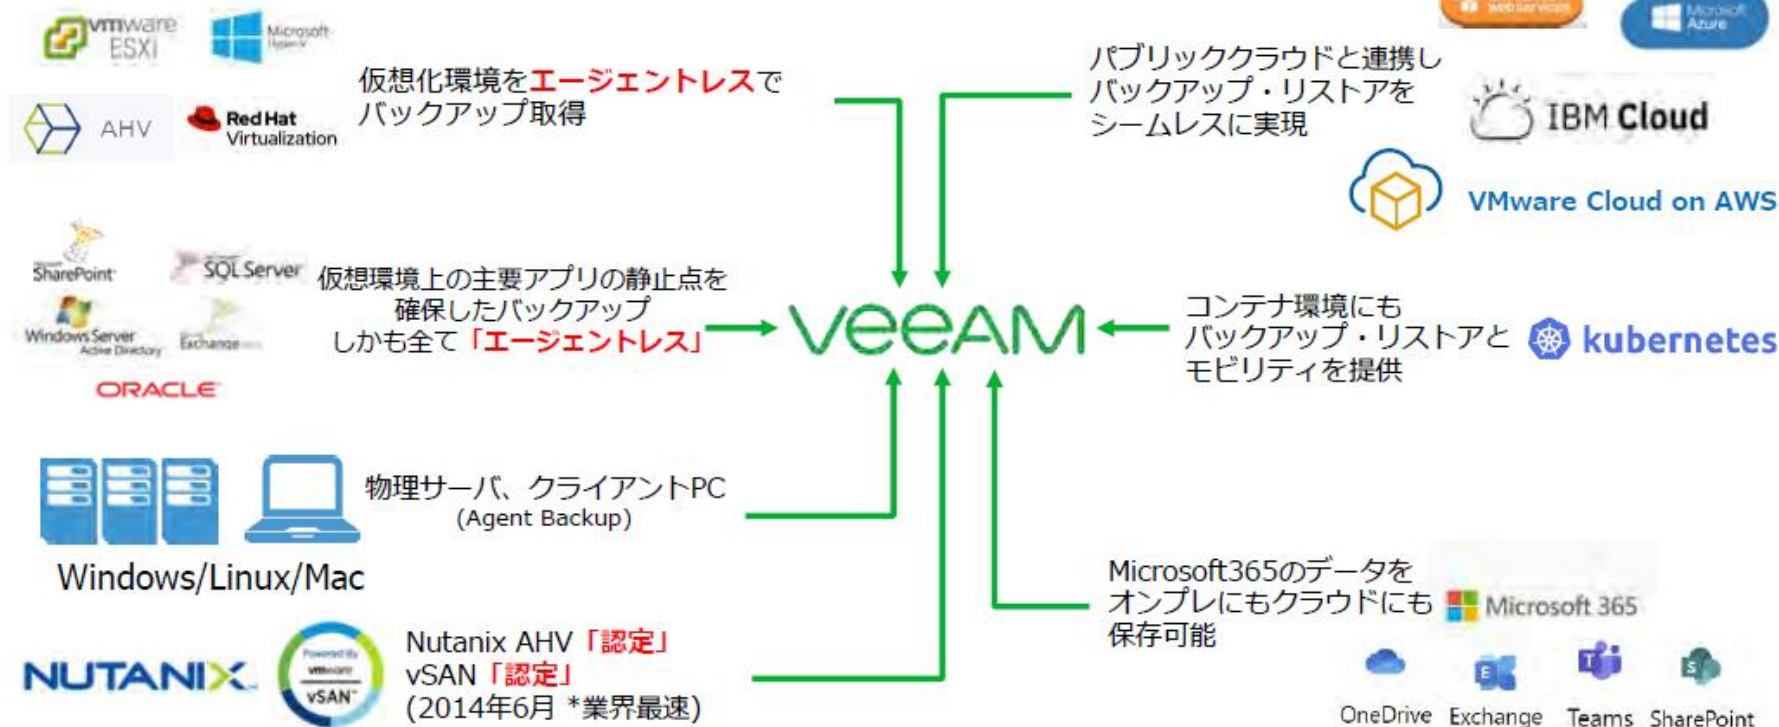 vmware
ESXi
Microsoft
Hyper-V
AHV
Red Hat
Virtualization
仮想化環境をエージェントレスで
バックアップ取得
パブリッククラウドと連携し
バックアップ・リストアを
シームレスに実現
web services
Microsoft
Azure
IBM Cloud
VMware Cloud on AWS
SharePoint
SQL Server
Windows Server
Active Directory
Exchange
ORACLE
仮想環境上の主要アプリの静止点を
確保したバックアップ
しかも全て「エージェントレス」
veeAM
コンテナ環境にも
バックアップ・リストアと
モビリティを提供
kubernetes
物理サーバ、クライアントPC
(Agent Backup)
Windows/Linux/Mac
NUTANIX
Powered By
vmware
vSAN
Nutanix AHV「認定」
vSAN「認定」
(2014年6月 *業界最速)
Microsoft365のデータを
オンプレにもクラウドにも
保存可能
Microsoft 365
OneDrive Exchange Teams SharePoint